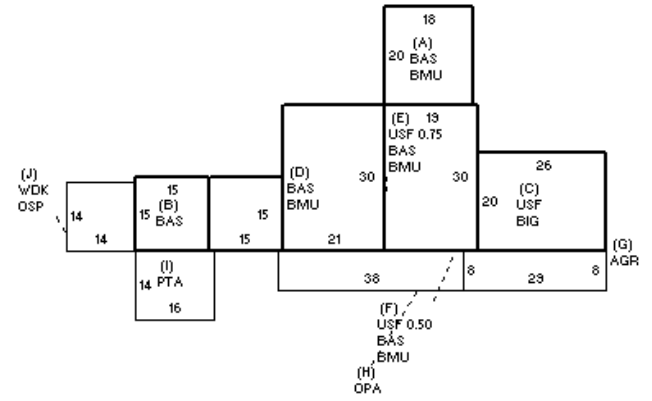 18
20 (A)
BAS
BMU
(E) 19
USF 0.75
BAS
BMU
30
30
(D)
BAS
BMU
21
26
(C)
20 USF
BIG
(J)
WDK
OSP
14
14
15
(B)
15 BAS
15
15
(G)
AGR
(I)
14 PTA
16
38
8
29
8
(F)
USF 0.50
BAS
BMU
(H)
OPA